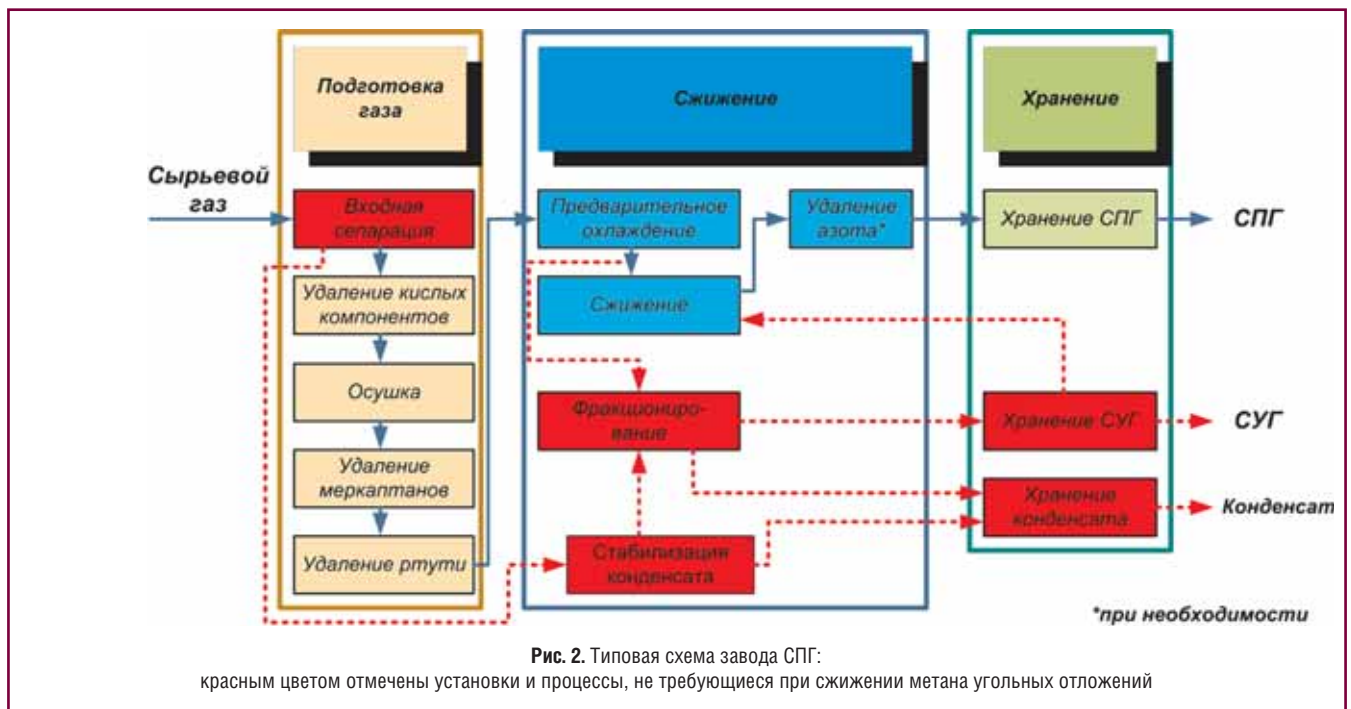 Подготовка
газа
Сжижение
Хранение
Сырьевой
газ
Входная
сепарация
Удаление кислых
компонентов
Осушка
Удаление
меркаптанов
Удаление ртути
Предварительное
охлаждение
Удаление
азота*
Сжижение
Фракциониро-
вание
Стабилизация
конденсата
Хранение СПГ
СПГ
Хранение СУГ
СУГ
Хранение
конденсата
Конденсат
*при необходимости
Рис. 2. Типовая схема завода СПГ:
красным цветом отмечены установки и процессы, не требующиеся при сжижении метана угольных отложений